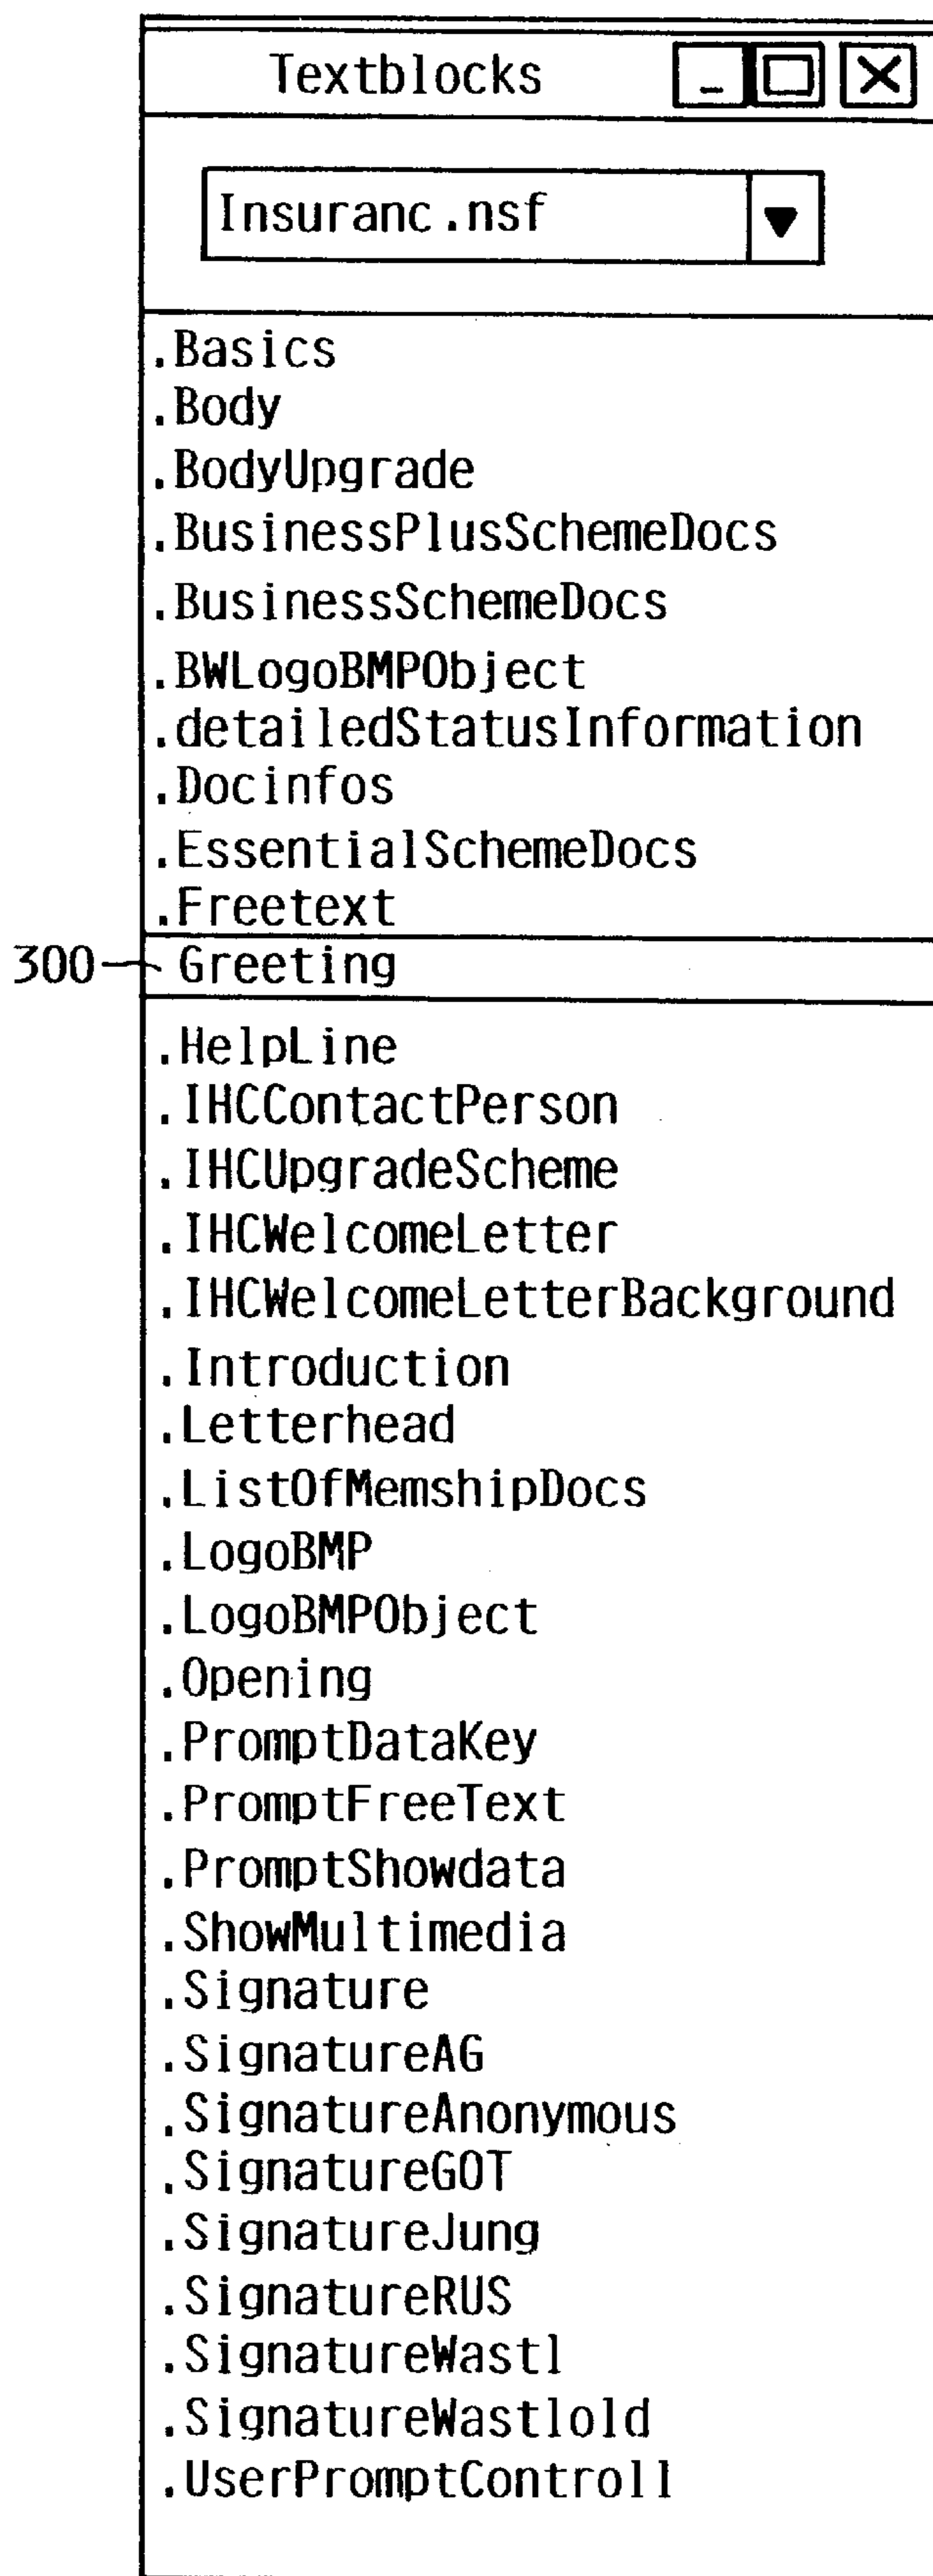 Textblocks
Insuranc.nsf
.Basics
.Body
.BodyUpgrade
.BusinessPlusSchemeDocs
.BusinessSchemeDocs
.BWLogoBMPObject
.detailedStatusInformation
.Docinfos
.EssentialSchemeDocs
.Freetext
300 Greeting
.HelpLine
.IHCContactPerson
.IHCUpgradeScheme
.IHCWelcomeLetter
.IHCWelcomeLetterBackground
.Introduction
.Letterhead
.ListOfMemshipDocs
.LogoBMP
.LogoBMPObject
.Opening
.PromptDataKey
.PromptFreeText
.PromptShowdata
.ShowMultimedia
.Signature
.SignatureAG
.SignatureAnonymous
.SignatureGOT
.SignatureJung
.SignatureRUS
.SignatureWastl
.SignatureWastlold
.UserPromptControll